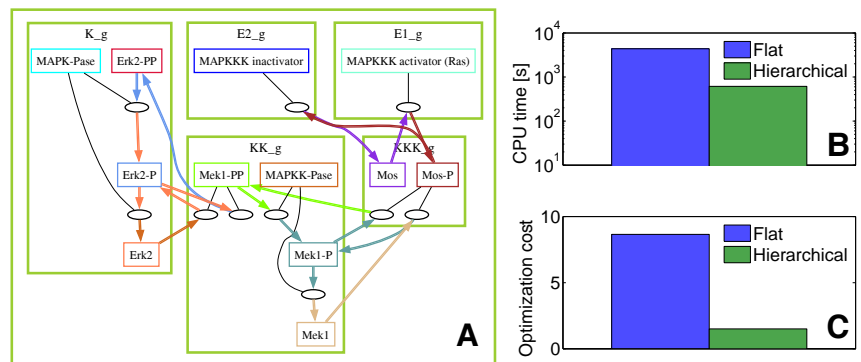 K_g
E2_g
E1_g
MAPK-Pase
Erk2-PP
MAPKKK inactivator
MAPKKK activator (Ras)
KK_g
KKK_g
Erk2-P
Mek1-PP
MAPKK-Pase
Mos
Mos-P
Erk2
Mek1-P
Mek1
A
CPU time [s]
10^4
10^3
10^2
10^1
Flat
Hierarchical
B
Optimization cost
10
5
0
Flat
Hierarchical
C